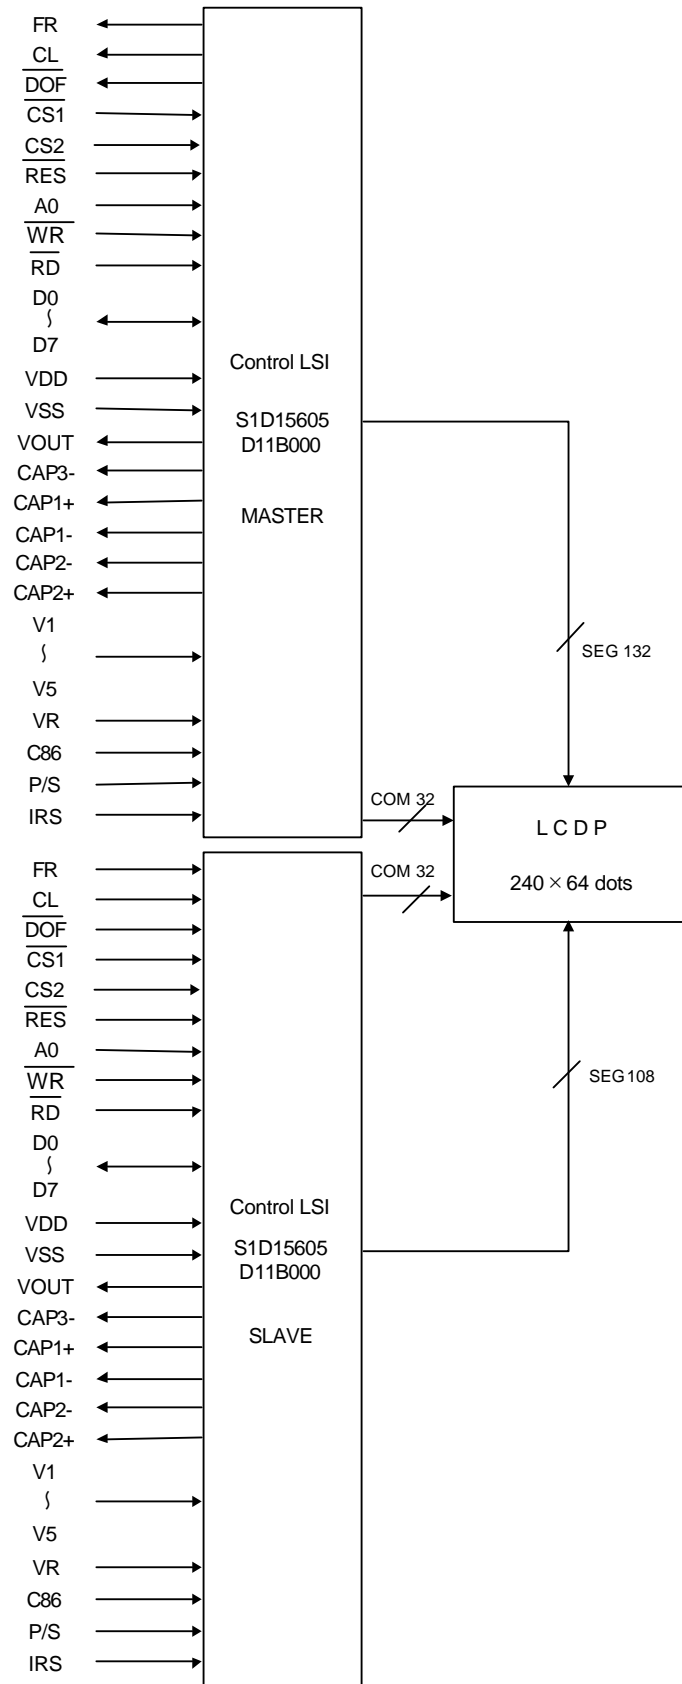 FR
CL
DOF
CS1
CS2
RES
A0
WR
RD
D0
~
D7
VDD
VSS
VOUT
CAP3-
CAP1+
CAP1-
CAP2-
CAP2+
V1
~
V5
VR
C86
P/S
IRS
Control LSI
S1D15605
D11B000
MASTER
SEG 132
COM 32
L C D P
240 × 64 dots
FR
CL
DOF
CS1
CS2
RES
A0
WR
RD
D0
~
D7
VDD
VSS
VOUT
CAP3-
CAP1+
CAP1-
CAP2-
CAP2+
V1
~
V5
VR
C86
P/S
IRS
Control LSI
S1D15605
D11B000
SLAVE
COM 32
SEG 108